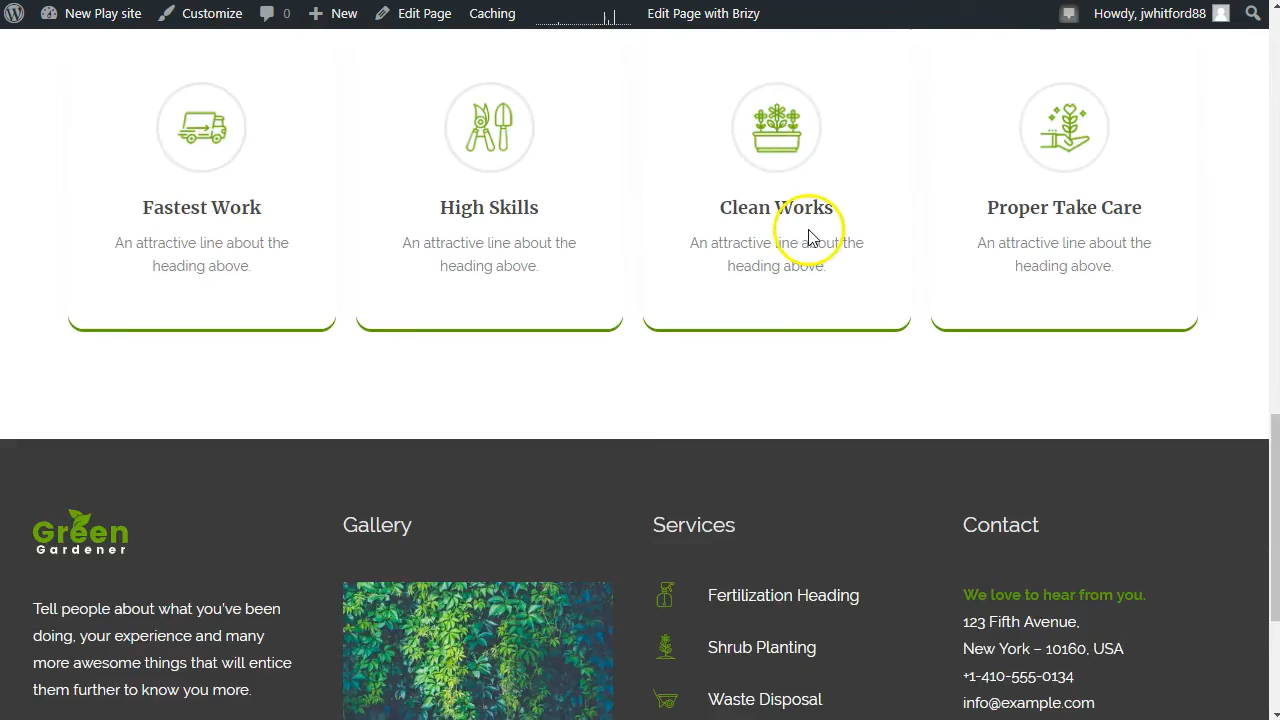 New Play site Customize 0 New Edit Page Caching Edit Page with Brizy Howdy, jwhitford88
Fastest Work
An attractive line about the
heading above.
High Skills
An attractive line about the
heading above.
Clean Works
An attractive line about the
heading above.
Proper Take Care
An attractive line about the
heading above.
Green
Gardener
Tell people about what you've been
doing, your experience and many
more awesome things that will entice
them further to know you more.
Gallery
Services
Fertilization Heading
Shrub Planting
Waste Disposal
Contact
We love to hear from you.
123 Fifth Avenue,
New York – 10160, USA
+1-410-555-0134
info@example.com